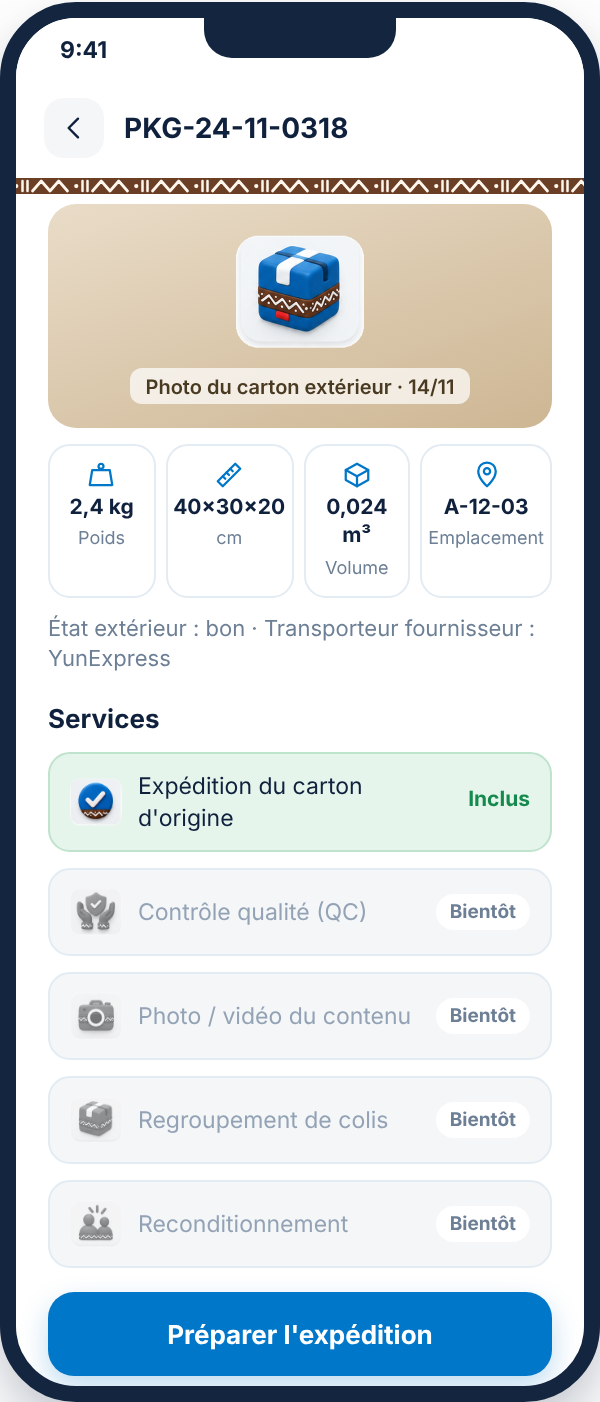 9:41
PKG-24-11-0318
Photo du carton extérieur · 14/11
2,4 kg
Poids
40×30×20
cm
0,024
m³
Volume
A-12-03
Emplacement
État extérieur : bon · Transporteur fournisseur :
YunExpress
Services
Expédition du carton
d'origine
Inclus
Contrôle qualité (QC)
Bientôt
Photo / vidéo du contenu
Bientôt
Regroupement de colis
Bientôt
Reconditionnement
Bientôt
Préparer l'expédition